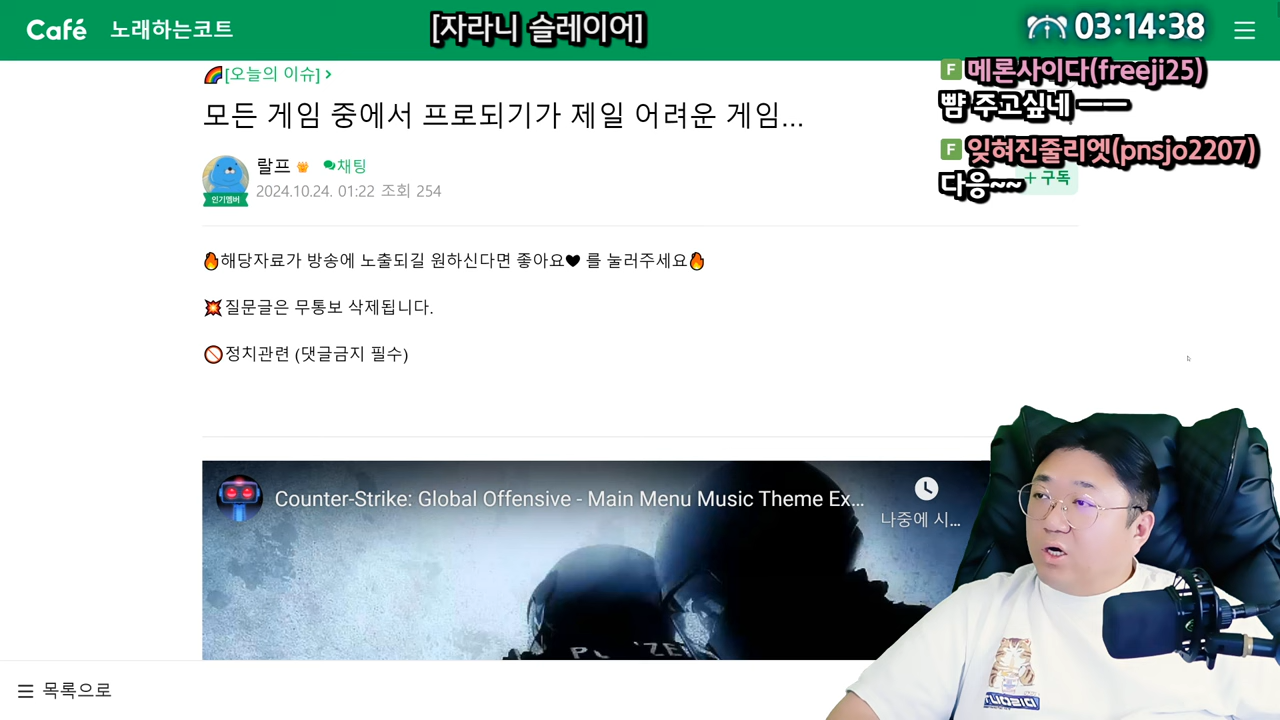 Café 노래하는코트
[자라니 슬레이어]
03:14:38
🌈[오늘의 이슈] >
모든 게임 중에서 프로되기가 제일 어려운 게임...
랄프 채팅
인기멤버
2024.10.24. 01:22 조회 254
F 메론사이다(freeji25)
뺨 주고싶네 ㅡㅡ
F 잊혀진줄리엣(pnsjo2207)
다응~~
+ 구독
🔥해당자료가 방송에 노출되길 원하신다면 좋아요🖤 를 눌러주세요🔥
💥질문글은 무통보 삭제됩니다.
🚫정치관련 (댓글금지 필수)
Counter-Strike: Global Offensive - Main Menu Music Theme Ex...
나중에 시...
목록으로